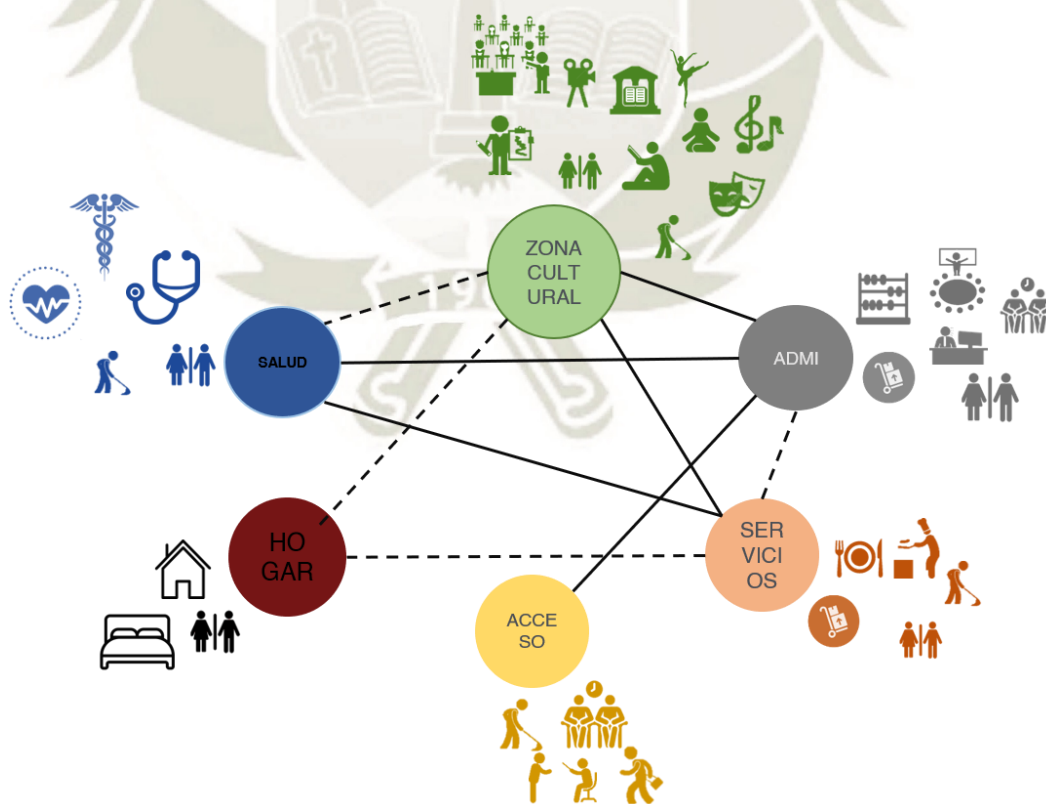 ZONA
CULT
URAL
SALUD
ADMI
HO
GAR
SER
VICI
OS
ACCE
SO